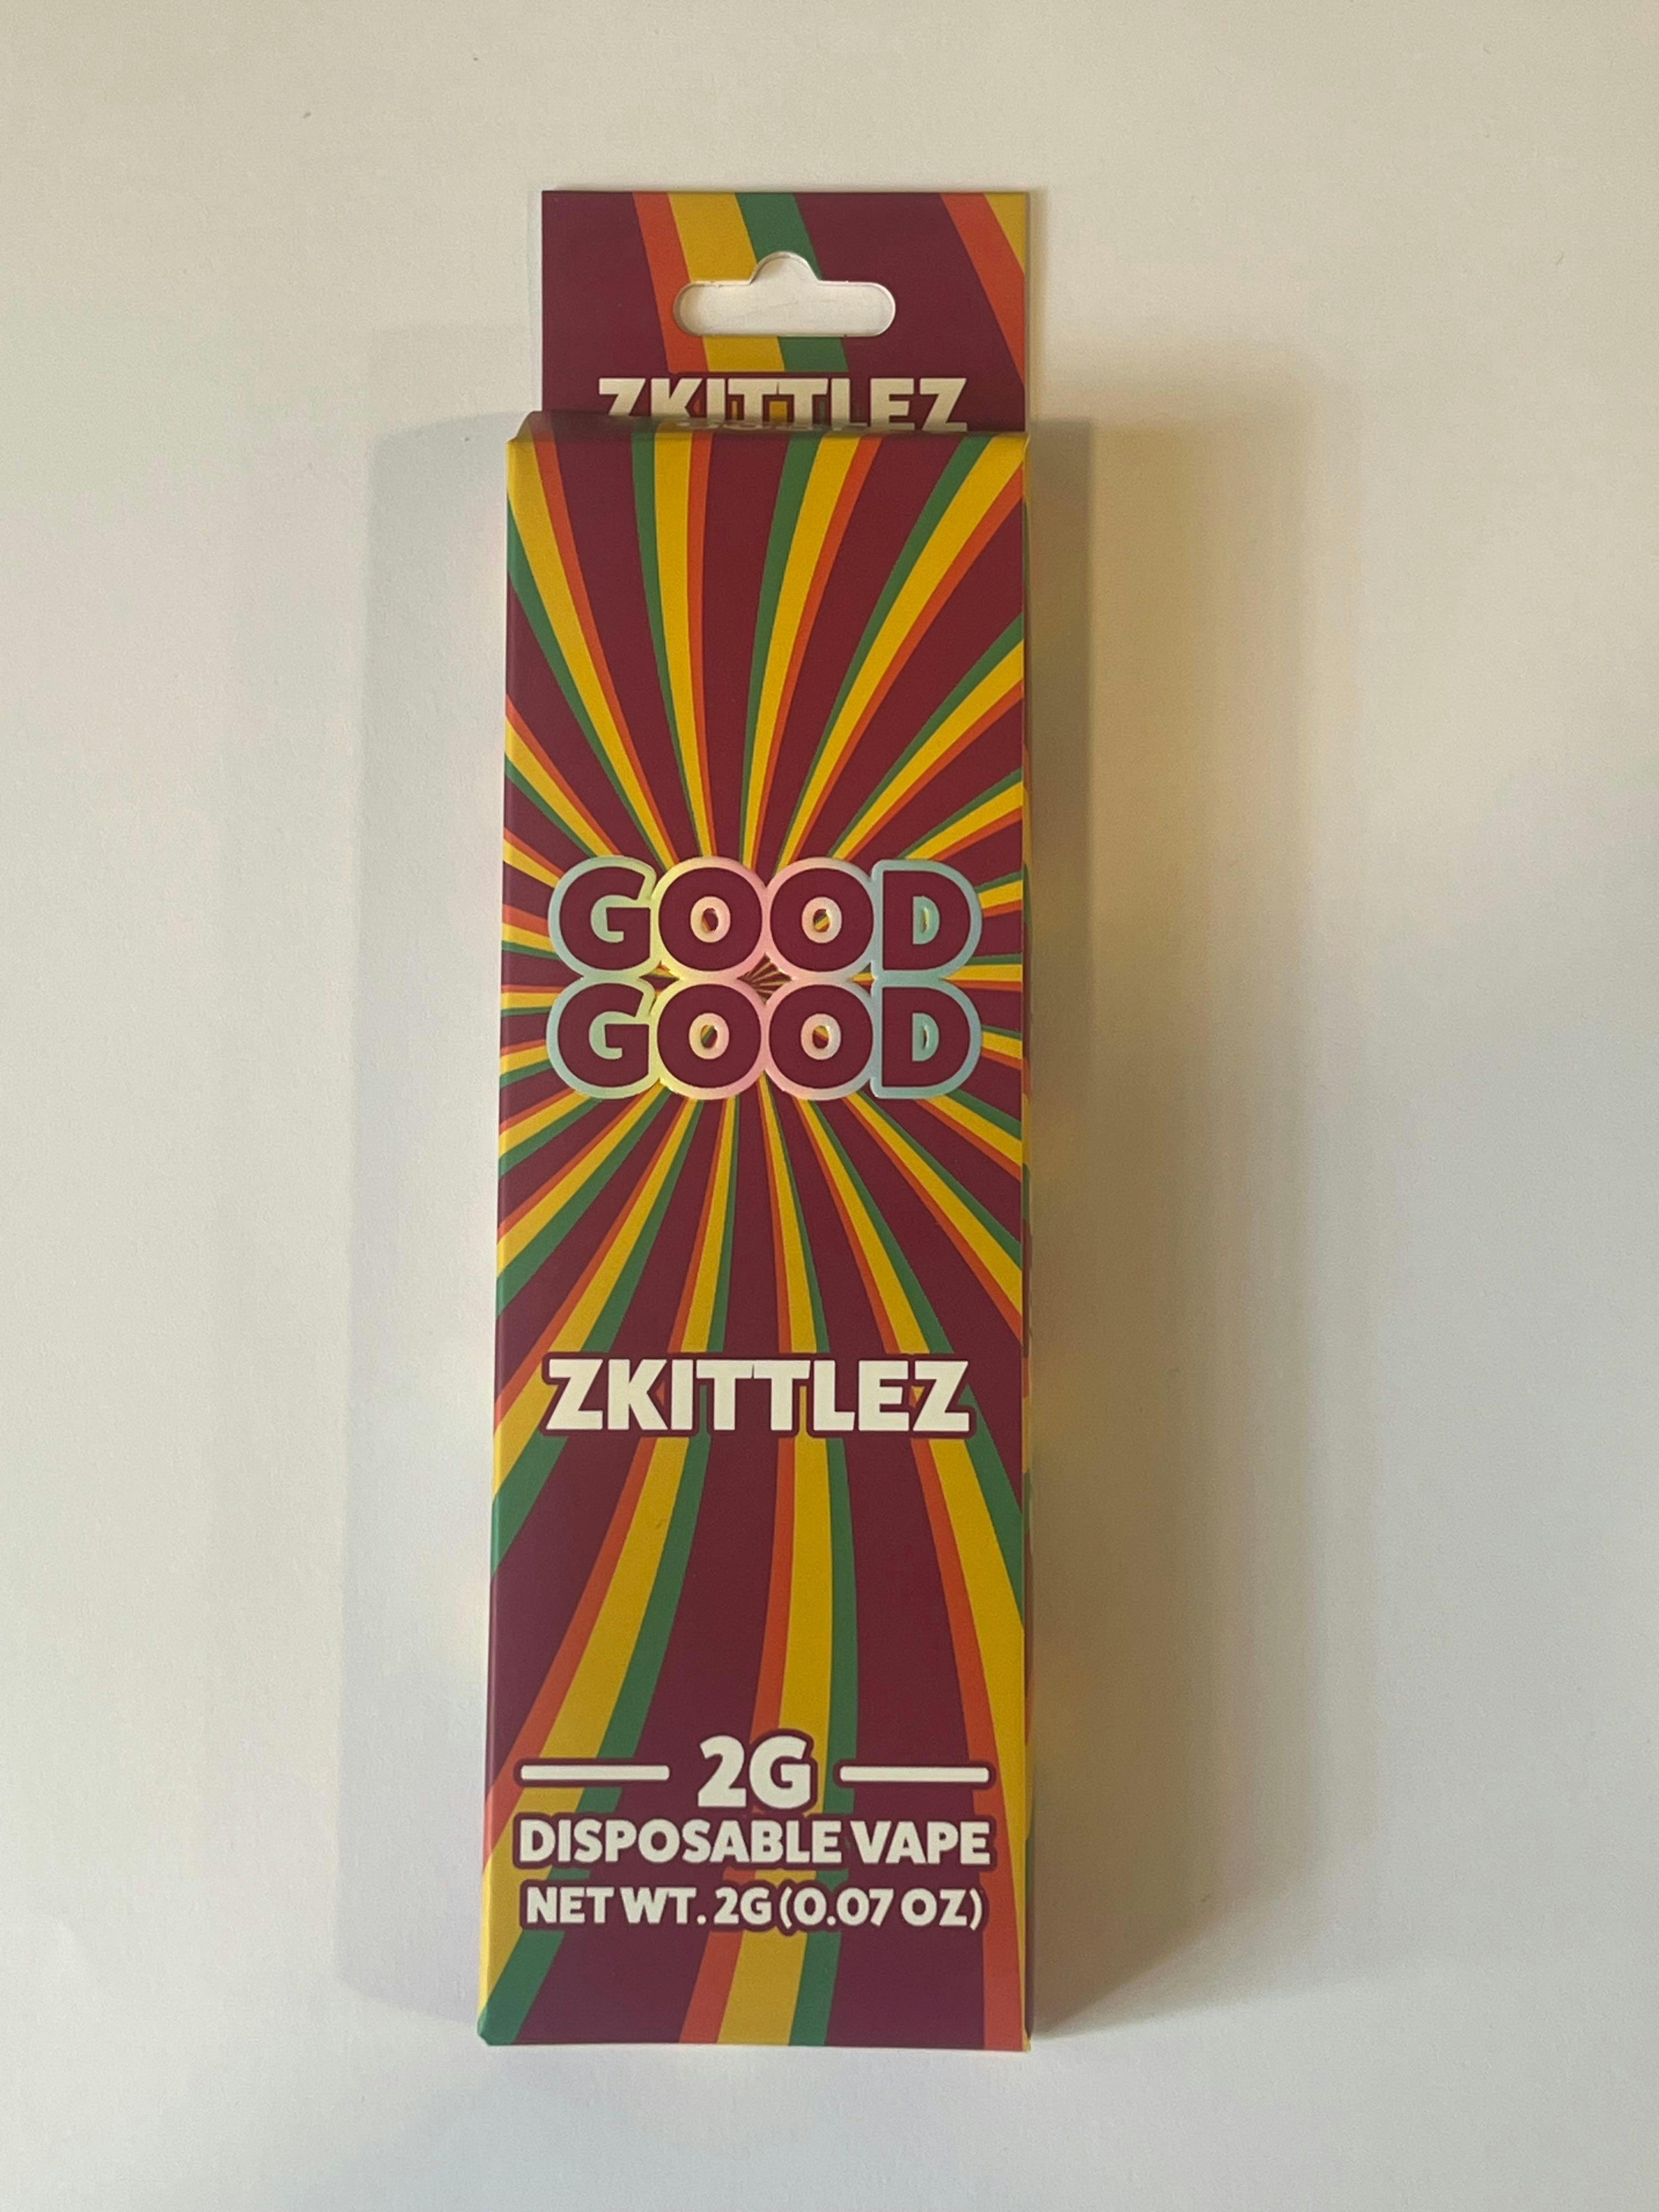 ZKITTLEZ
GOOD
GOOD
ZKITTLEZ
2G
DISPOSABLE VAPE
NET WT. 2G (0.07 OZ)